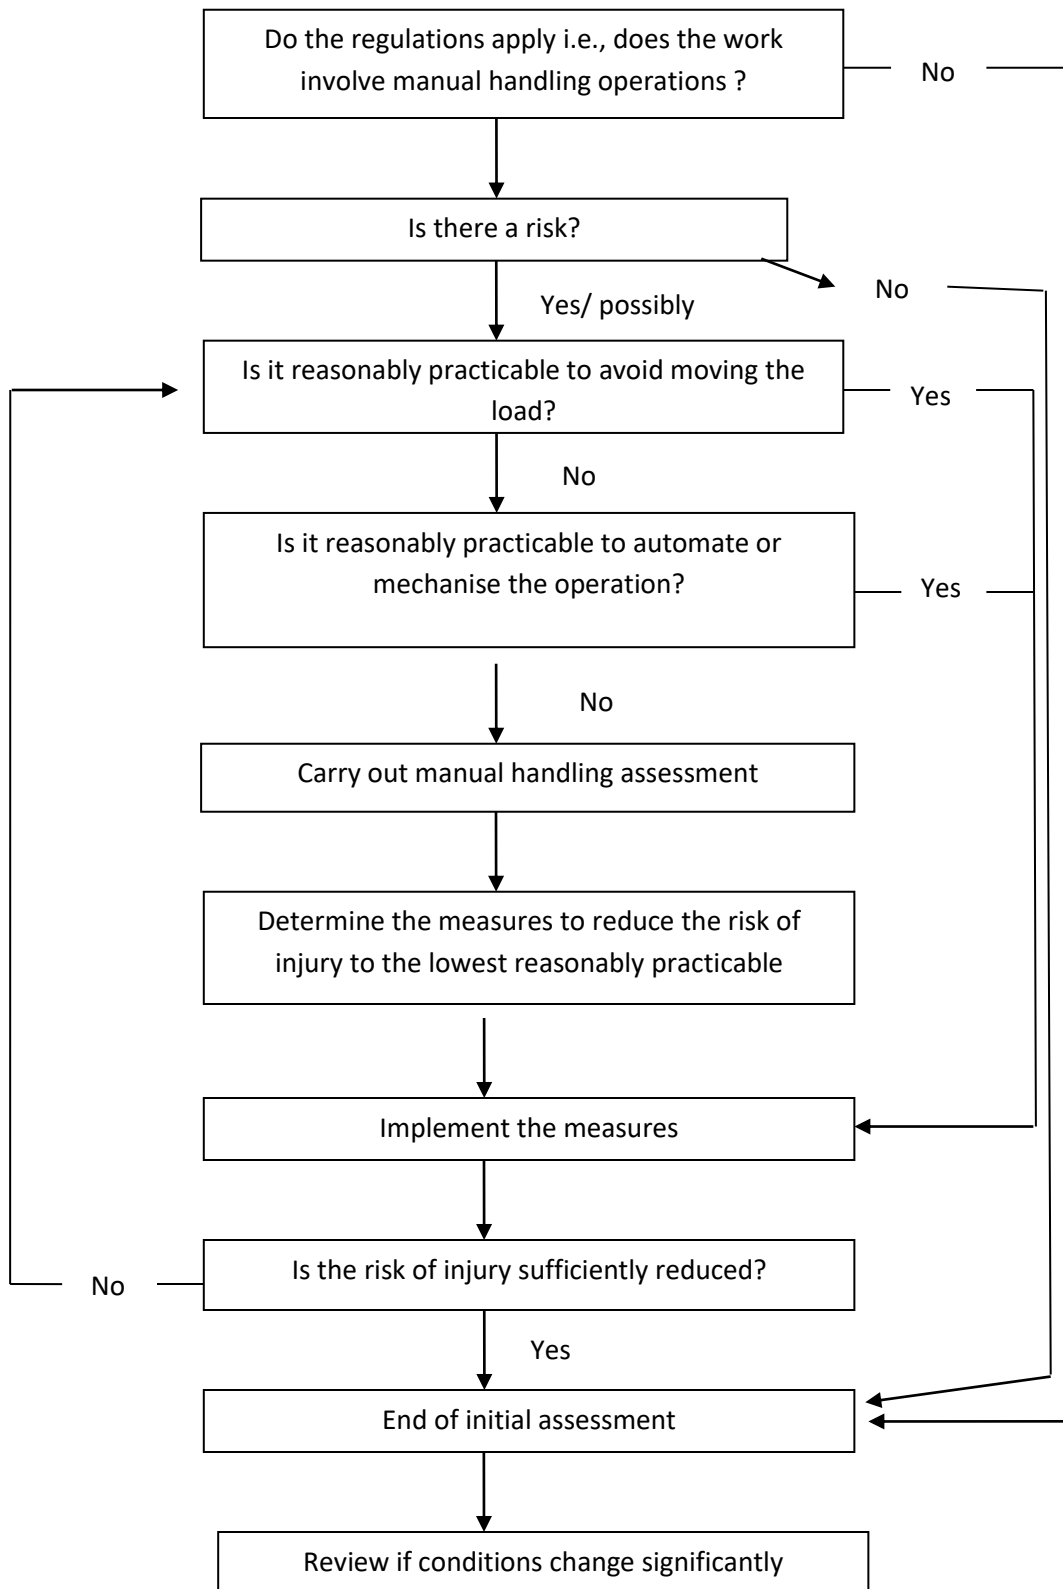 Do the regulations apply i.e., does the work
involve manual handling operations ?
No
Is there a risk?
No
Yes/ possibly
Is it reasonably practicable to avoid moving the
load?
Yes
No
Is it reasonably practicable to automate or
mechanise the operation?
Yes
No
Carry out manual handling assessment
Determine the measures to reduce the risk of
injury to the lowest reasonably practicable
Implement the measures
Is the risk of injury sufficiently reduced?
No
Yes
End of initial assessment
Review if conditions change significantly